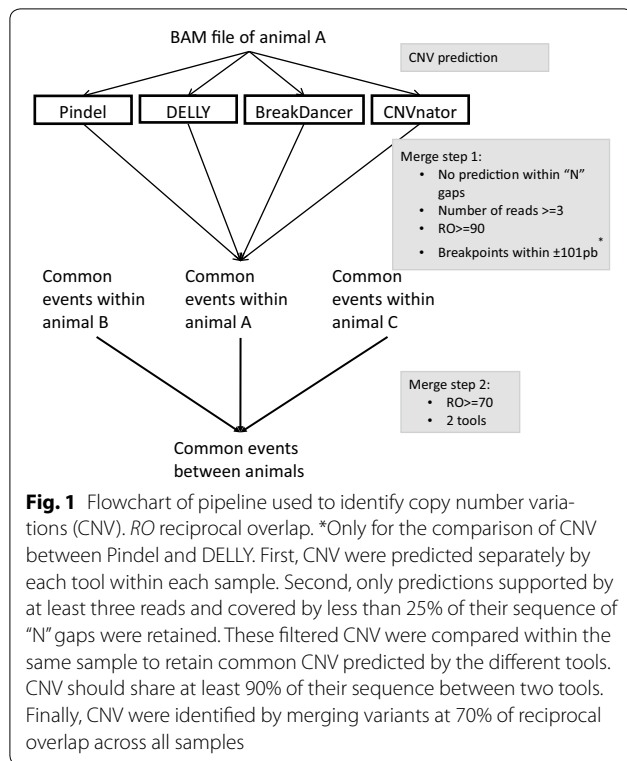 BAM file of animal A
CNV prediction
Pindel
DELLY
BreakDancer
CNVnator
Merge step 1:
• No prediction within “N”
gaps
• Number of reads >=3
• RO>=90
• Breakpoints within ±101pb*
Common
events within
animal B
Common
events within
animal A
Common
events within
animal C
Merge step 2:
• RO>=70
• 2 tools
Common events
between animals
Fig. 1 Flowchart of pipeline used to identify copy number varia-
tions (CNV). RO reciprocal overlap. *Only for the comparison of CNV
between Pindel and DELLY. First, CNV were predicted separately by
each tool within each sample. Second, only predictions supported by
at least three reads and covered by less than 25% of their sequence of
“N” gaps were retained. These filtered CNV were compared within the
same sample to retain common CNV predicted by the different tools.
CNV should share at least 90% of their sequence between two tools.
Finally, CNV were identified by merging variants at 70% of reciprocal
overlap across all samples